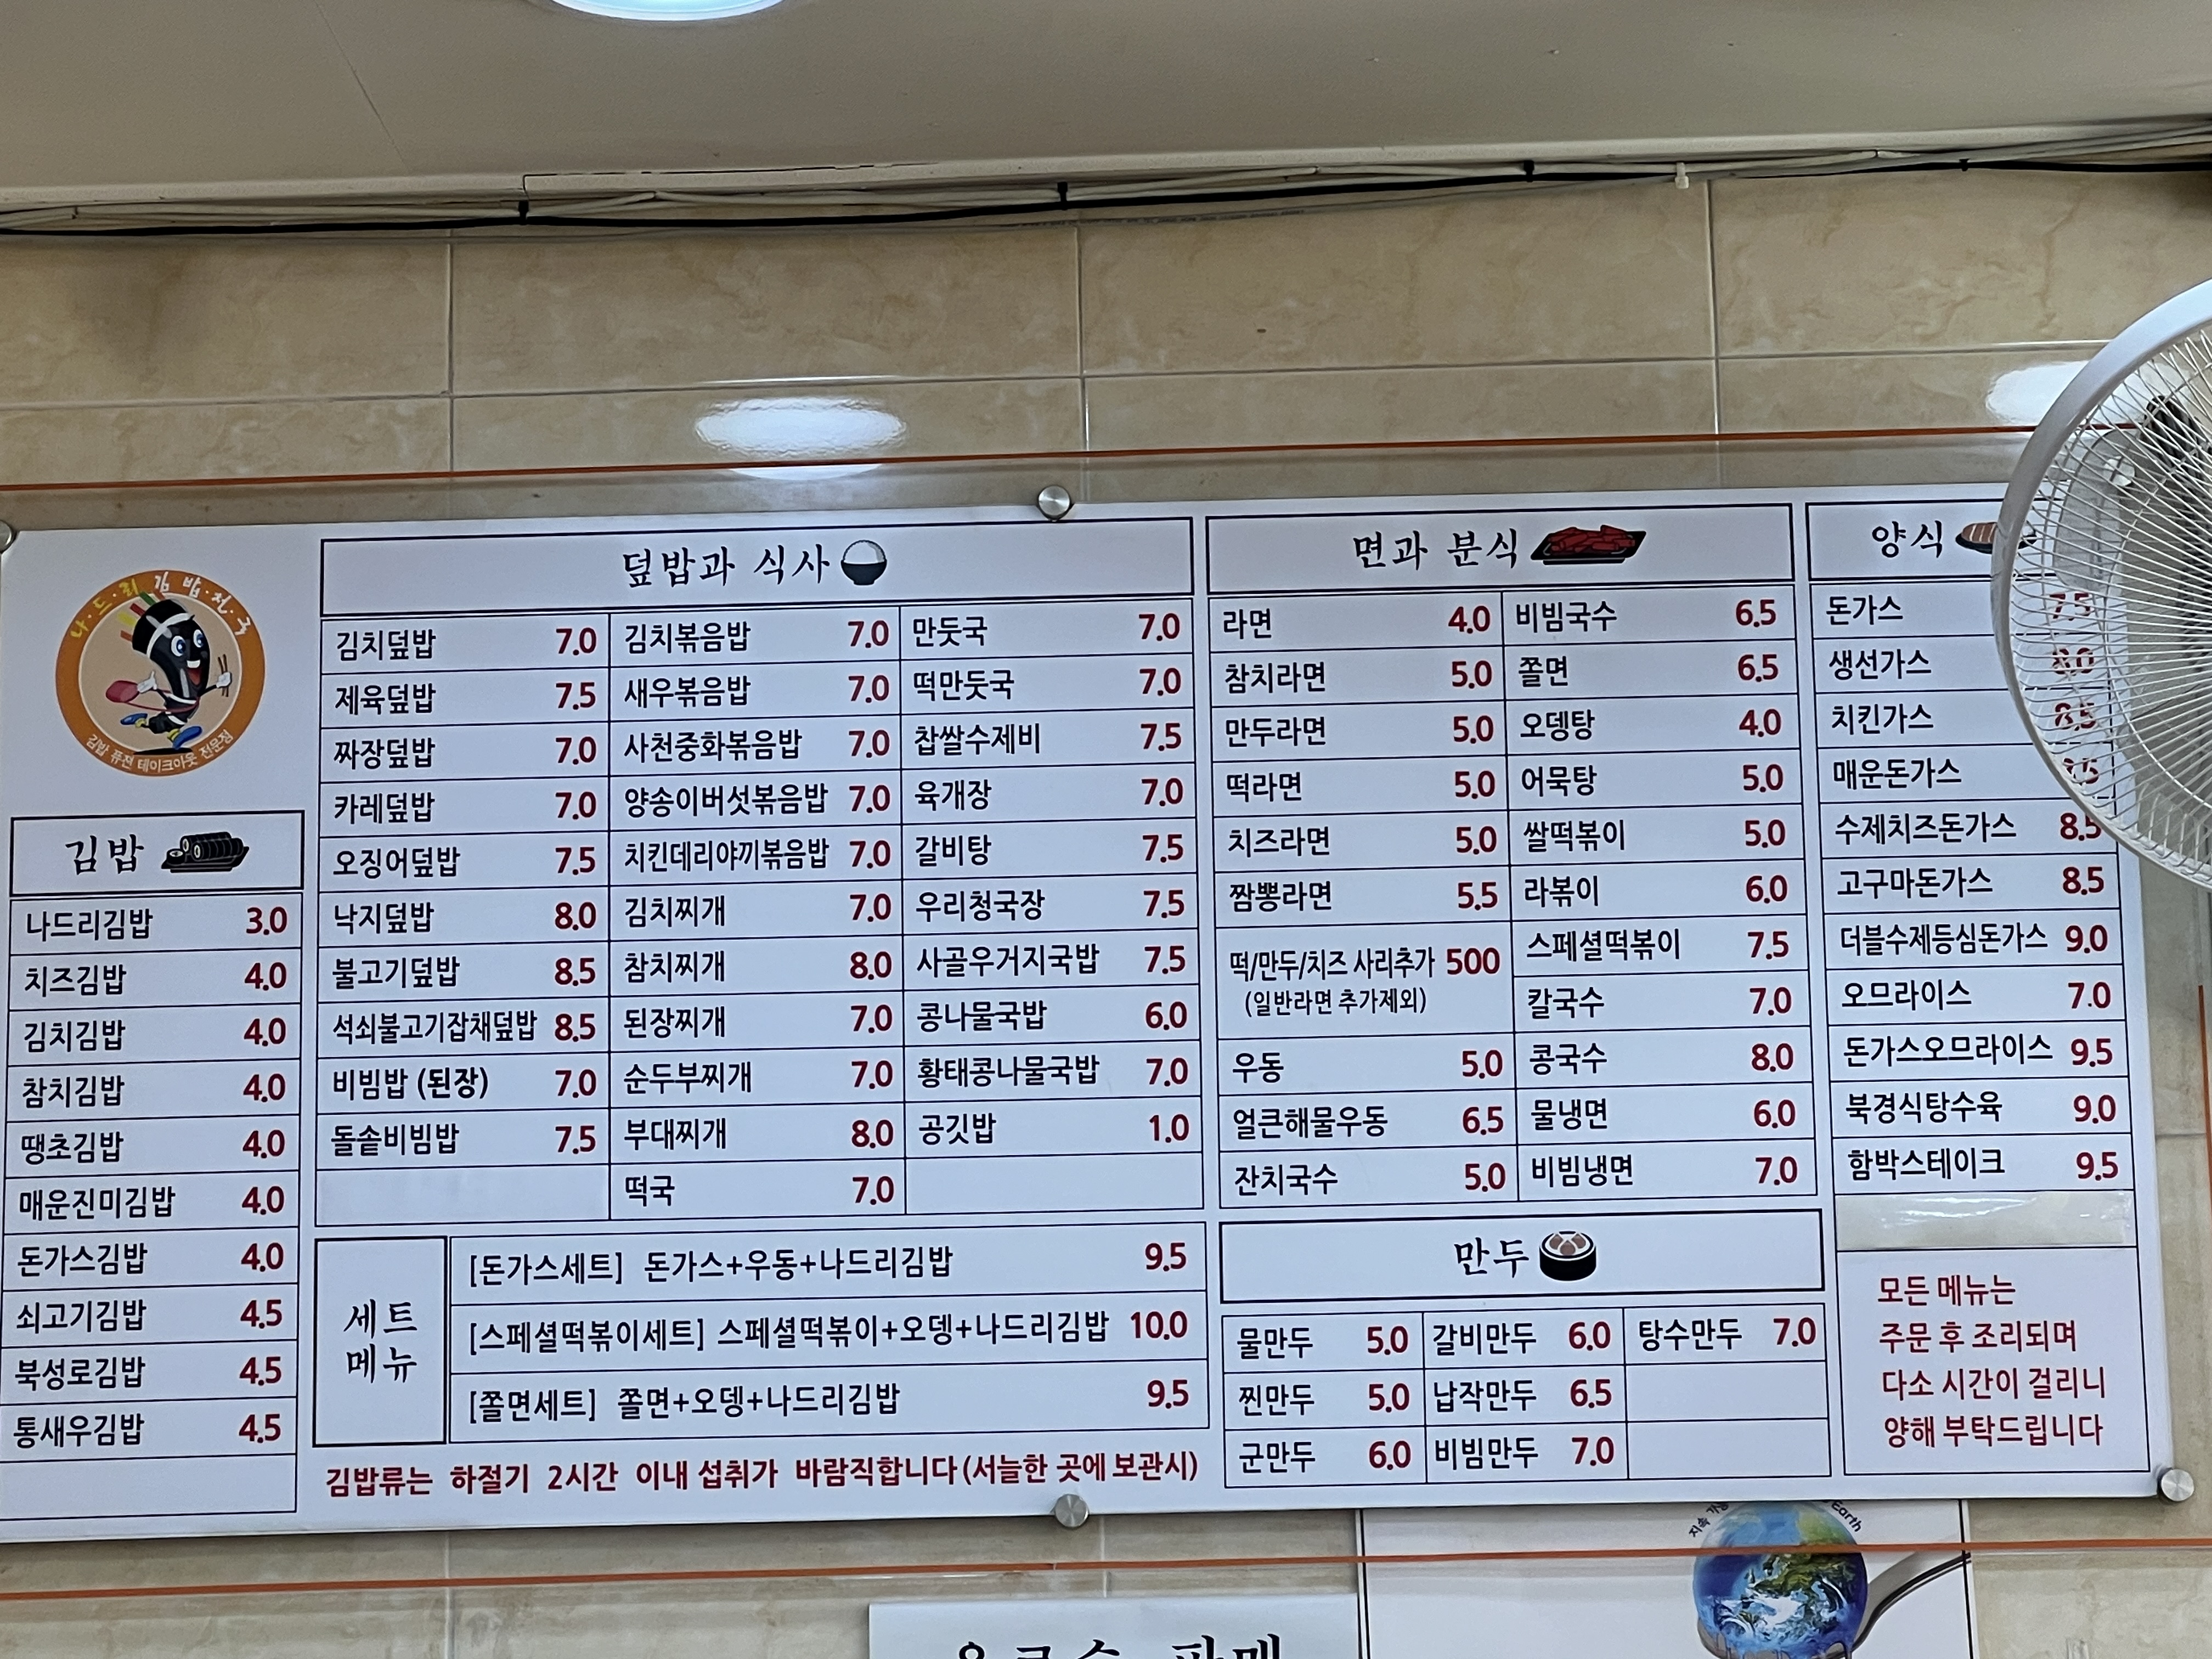 나·드·리 김·밥·천·국
김밥 퓨전 테이크아웃 전문점
김밥
나드리김밥 3.0
치즈김밥 4.0
김치김밥 4.0
참치김밥 4.0
땡초김밥 4.0
매운진미김밥 4.0
돈가스김밥 4.0
쇠고기김밥 4.5
북성로김밥 4.5
통새우김밥 4.5
덮밥과 식사
김치덮밥 7.0
제육덮밥 7.5
짜장덮밥 7.0
카레덮밥 7.0
오징어덮밥 7.5
낙지덮밥 8.0
불고기덮밥 8.5
석쇠불고기잡채덮밥 8.5
비빔밥 (된장) 7.0
돌솥비빔밥 7.5
김치볶음밥 7.0
새우볶음밥 7.0
사천중화볶음밥 7.0
양송이버섯볶음밥 7.0
치킨데리야끼볶음밥 7.0
김치찌개 7.0
참치찌개 8.0
된장찌개 7.0
순두부찌개 7.0
부대찌개 8.0
떡국 7.0
만둣국 7.0
떡만둣국 7.0
찹쌀수제비 7.5
육개장 7.0
갈비탕 7.5
우리청국장 7.5
사골우거지국밥 7.5
콩나물국밥 6.0
황태콩나물국밥 7.0
공깃밥 1.0
세트
메뉴
[돈가스세트] 돈가스+우동+나드리김밥 9.5
[스페셜떡볶이세트] 스페셜떡볶이+오뎅+나드리김밥 10.0
[쫄면세트] 쫄면+오뎅+나드리김밥 9.5
김밥류는 하절기 2시간 이내 섭취가 바람직합니다(서늘한 곳에 보관시)
면과 분식
라면 4.0
참치라면 5.0
만두라면 5.0
떡라면 5.0
치즈라면 5.0
짬뽕라면 5.5
떡/만두/치즈 사리추가 500
(일반라면 추가제외)
우동 5.0
얼큰해물우동 6.5
잔치국수 5.0
비빔국수 6.5
쫄면 6.5
오뎅탕 4.0
어묵탕 5.0
쌀떡볶이 5.0
라볶이 6.0
스페셜떡볶이 7.5
칼국수 7.0
콩국수 8.0
물냉면 6.0
비빔냉면 7.0
만두
물만두 5.0
찐만두 5.0
군만두 6.0
갈비만두 6.0
납작만두 6.5
비빔만두 7.0
탕수만두 7.0
양식
돈가스 7.5
생선가스 8.0
치킨가스 8.5
매운돈가스
수제치즈돈가스 8.5
고구마돈가스 8.5
더블수제등심돈가스 9.0
오므라이스 7.0
돈가스오므라이스 9.5
북경식탕수육 9.0
함박스테이크 9.5
모든 메뉴는
주문 후 조리되며
다소 시간이 걸리니
양해 부탁드립니다
지속 Earth